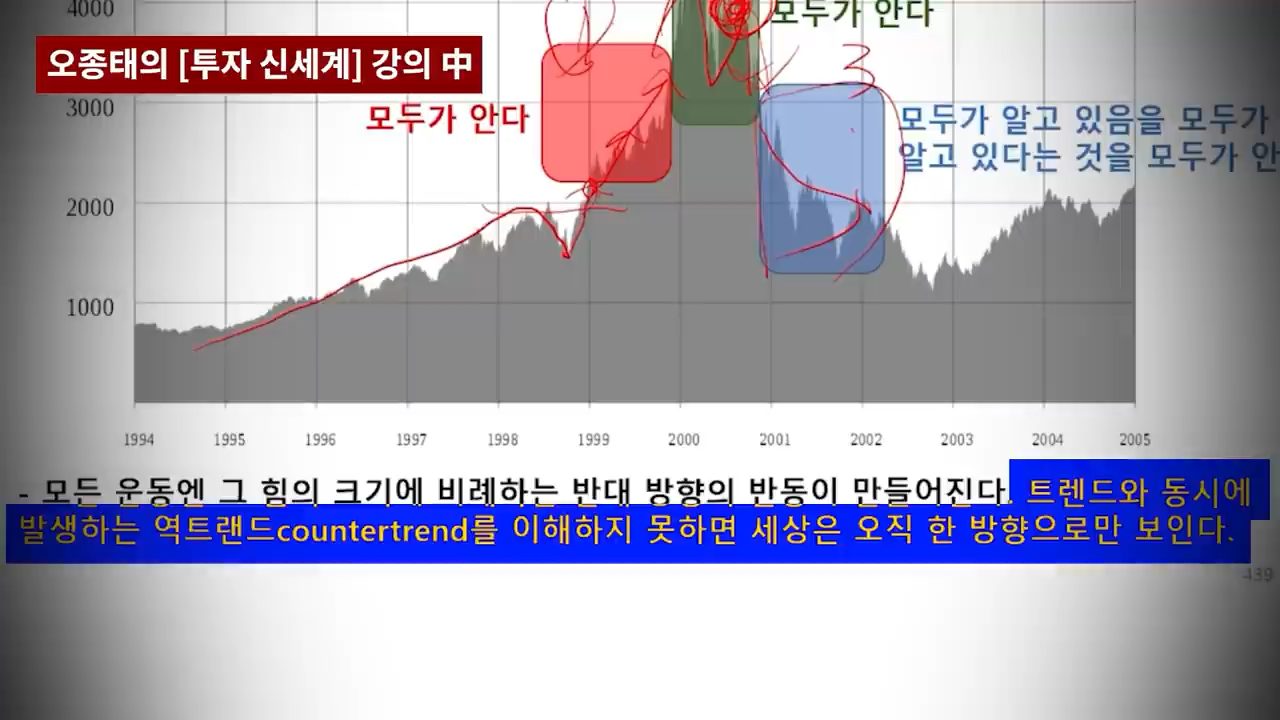 4000
모두가 안다
오종태의 [투자 신세계] 강의 中
3
3000
모두가 안다
모두가 알고 있음을 모두가
알고 있다는 것을 모두가 안
2000
1000
1994 1995 1996 1997 1998 1999 2000 2001 2002 2003 2004 2005
- 모든 운동엔 그 힘의 크기에 비례하는 반대 방향의 반동이 만들어진다. 트렌드와 동시에
발생하는 역트랜드countertrend를 이해하지 못하면 세상은 오직 한 방향으로만 보인다.
439